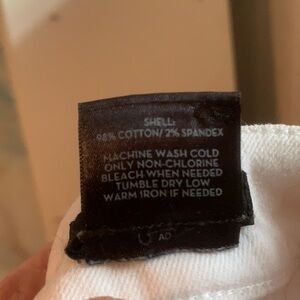 SHELL:
98% COTTON/ 2% SPANDEX
MACHINE WASH COLD
ONLY NON-CHLORINE
BLEACH WHEN NEEDED
TUMBLE DRY LOW
WARM IRON IF NEEDED
AD